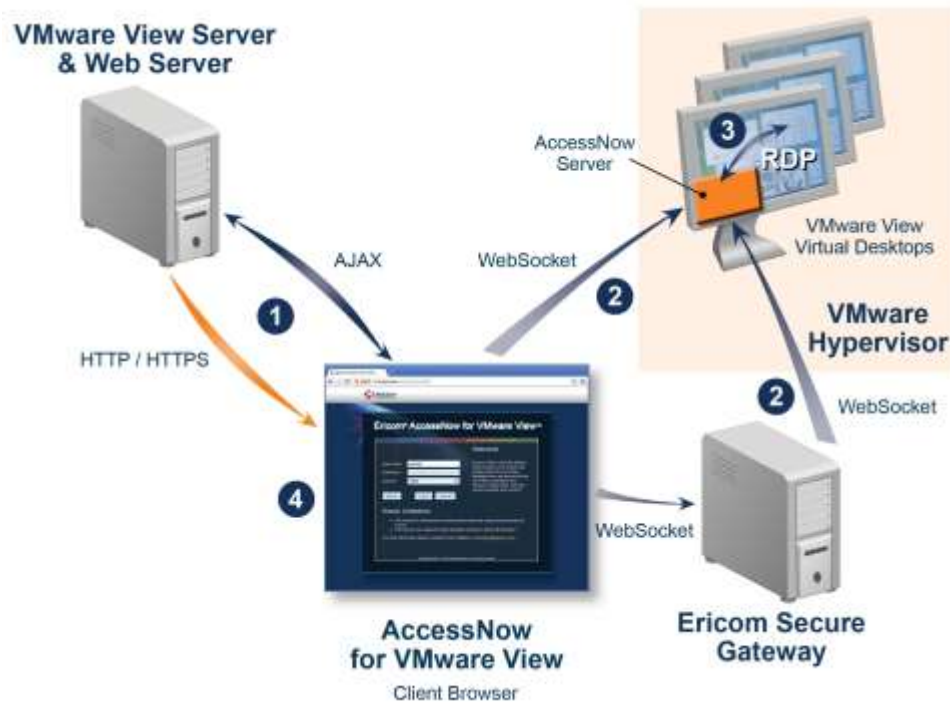 VMware View Server
& Web Server
AccessNow
Server
3
RDP
VMware View
Virtual Desktops
AJAX
WebSocket
2
1
VMware
Hypervisor
HTTP / HTTPS
2
WebSocket
Ericom AccessNow for VMware View™
4
WebSocket
AccessNow
for VMware View
Client Browser
Ericom Secure
Gateway